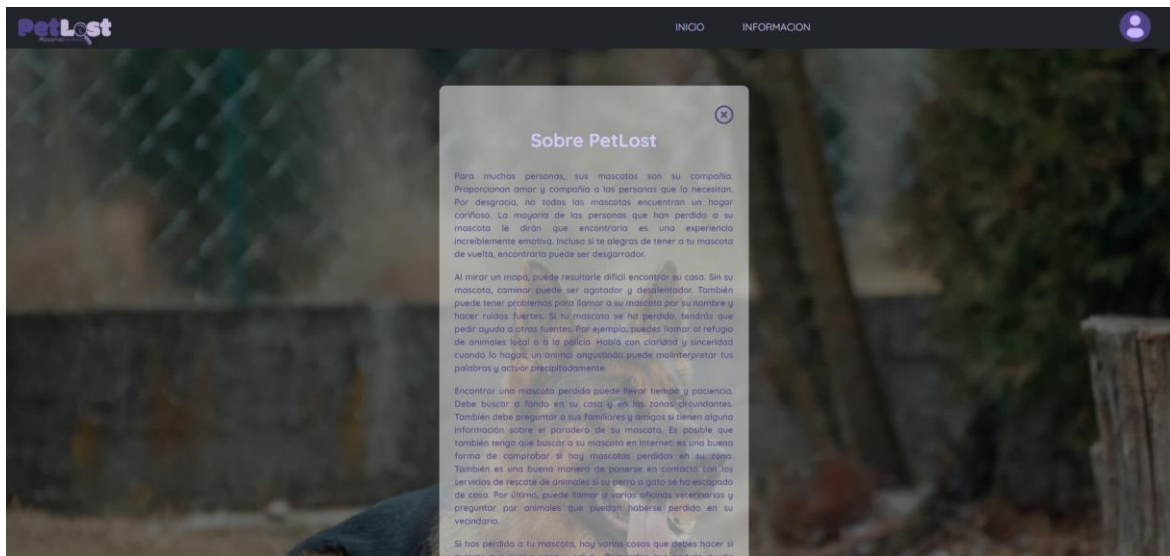 PetLost
INICIO
INFORMACION
Sobre PetLost
Para muchas personas, sus mascotas son su compañía.
Proporcionan amor y compañía a las personas que lo necesitan.
Por desgracia, no todas las mascotas encuentran un hogar
cariñoso. La mayoría de las personas que han perdido a su
mascota le dirán que encontrarla es una experiencia
increíblemente emotiva. Incluso si te alegras de tener a tu mascota
de vuelta, encontrarla puede ser desgarrador.
Al mirar un mapa, puede resultarle difícil encontrar su casa. Sin su
mascota, caminar puede ser agotador y desalentador. También
puede tener problemas para llamar a su mascota por su nombre y
hacer ruidos fuertes. Si tu mascota se ha perdido, tendrás que
pedir ayuda a otras fuentes. Por ejemplo, puedes llamar al refugio
de animales local o a la policía. Habla con claridad y sinceridad
cuando lo hagas; un animal angustiado puede malinterpretar tus
palabras y actuar precipitadamente.
Encontrar una mascota perdida puede llevar tiempo y paciencia.
Debe buscar a fondo en su casa y en las zonas circundantes.
También debe preguntar a sus familiares y amigos si tienen alguna
información sobre el paradero de su mascota. Es posible que
también tenga que buscar a su mascota en Internet; es una buena
forma de comprobar si hay mascotas perdidas en su zona.
También es una buena manera de ponerse en contacto con los
servicios de rescate de animales si su perro o gato se ha escapado
de casa. Por último, puede llamar a varias oficinas veterinarias y
preguntar por animales que puedan haberse perdido en su
vecindario.
Si has perdido a tu mascota, hay varias cosas que debes hacer si